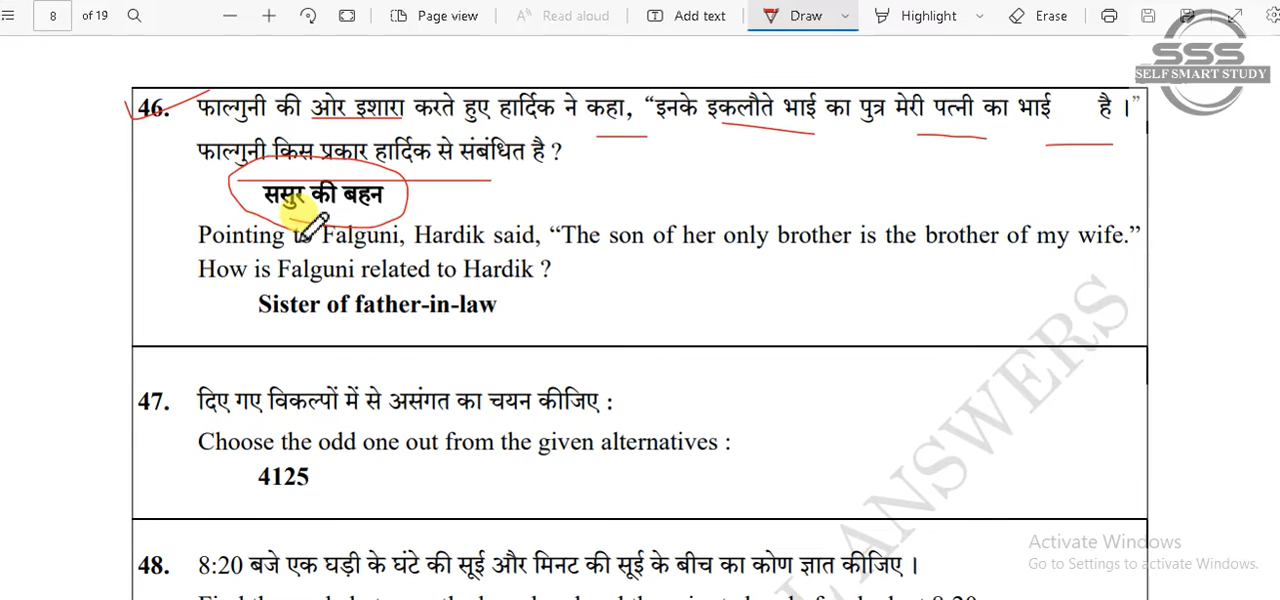 8 of 19 Page view Read aloud Add text Draw Highlight Erase
SSS
SELF SMART STUDY
46. फाल्गुनी की ओर इशारा करते हुए हार्दिक ने कहा, “इनके इकलौते भाई का पुत्र मेरी पत्नी का भाई है।”
फाल्गुनी किस प्रकार हार्दिक से संबंधित है ?
ससुर की बहन
Pointing to Falguni, Hardik said, “The son of her only brother is the brother of my wife.”
How is Falguni related to Hardik ?
Sister of father-in-law
47. दिए गए विकल्पों में से असंगत का चयन कीजिए :
Choose the odd one out from the given alternatives :
4125
ANSWERS
Activate Windows
Go to Settings to activate Windows.
48. 8:20 बजे एक घड़ी के घंटे की सूई और मिनट की सूई के बीच का कोण ज्ञात कीजिए ।